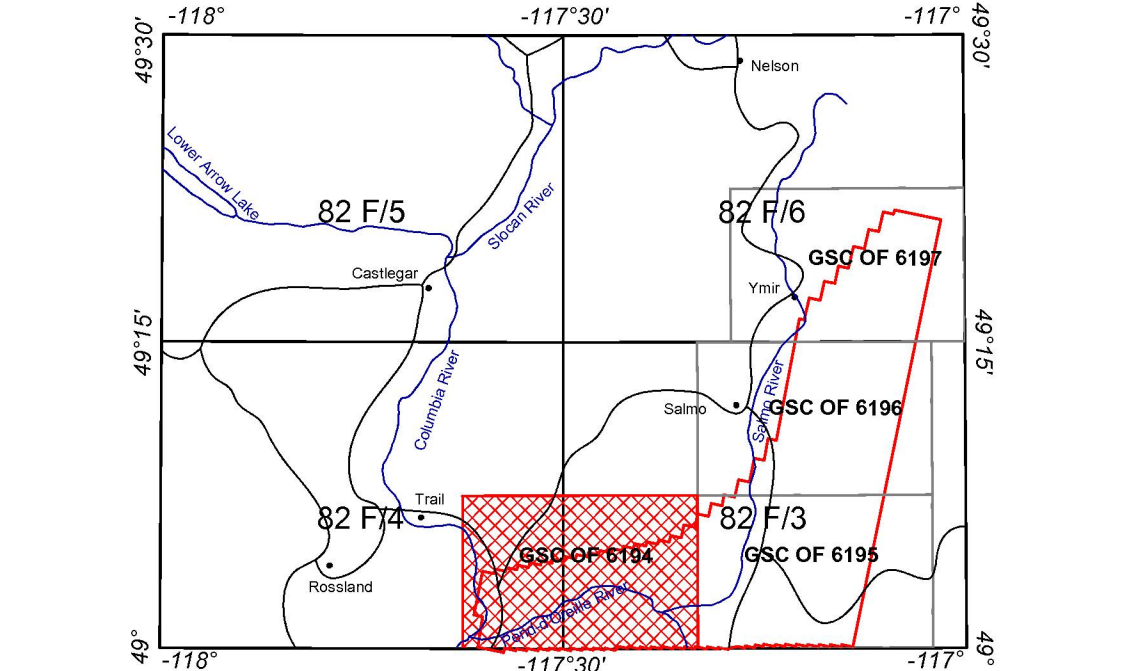 -118°
-117°30'
-117°
49°30'
49°30'
Nelson
Lower Arrow Lake
82 F/5
Slocan River
82 F/6
GSC OF 6197
Castlegar
Ymir
49°15'
49°15'
Columbia River
Salmo River
Salmo
GSC OF 6196
Trail
82 F/4
82 F/3
GSC OF 6194
GSC OF 6195
Rossland
Pend-d'Oreille River
49°
49°
-118°
-117°30'
-117°